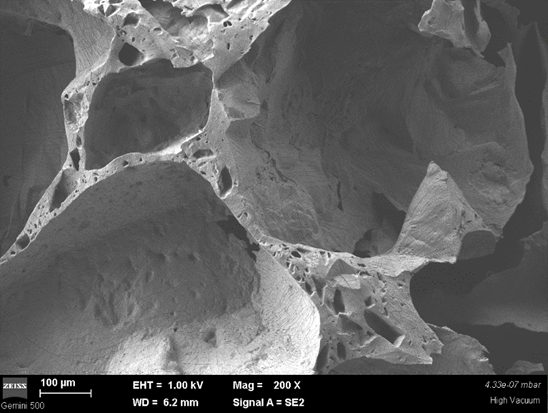 ZEISS
Gemini 500
100 µm
EHT = 1.00 kV
WD = 6.2 mm
Mag = 200 X
Signal A = SE2
4.33e-07 mbar
High Vacuum